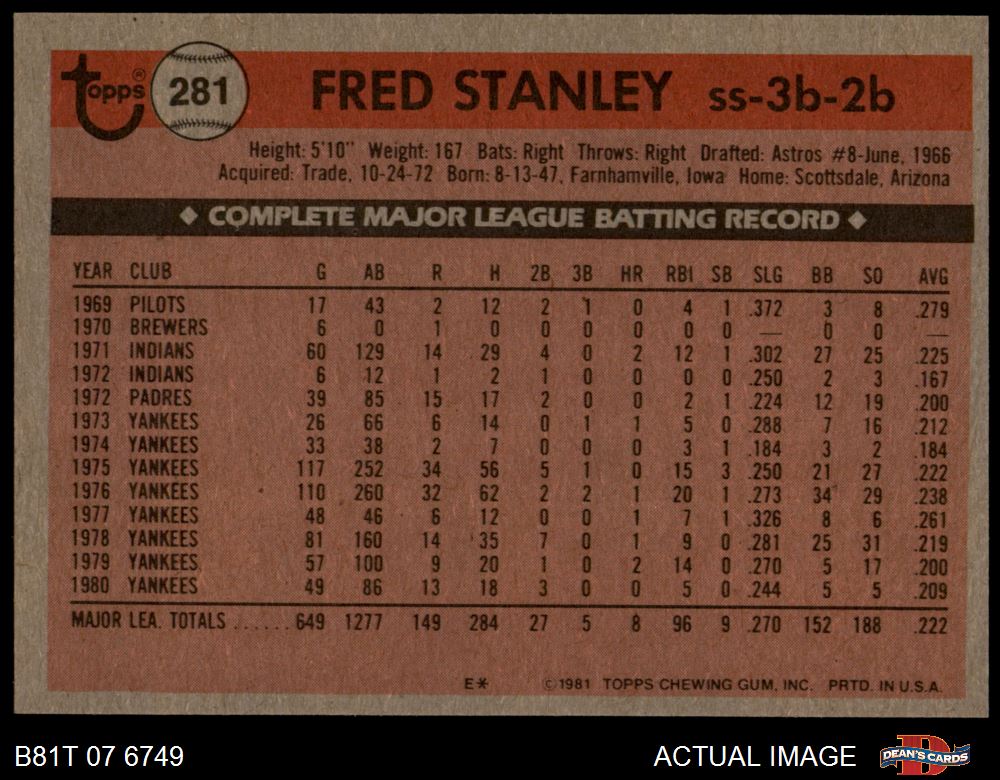 topps®
281
FRED STANLEY ss-3b-2b
Height: 5'10" Weight: 167 Bats: Right Throws: Right Drafted: Astros #8-June, 1966
Acquired: Trade, 10-24-72 Born: 8-13-47, Farnhamville, Iowa Home: Scottsdale, Arizona
◆ COMPLETE MAJOR LEAGUE BATTING RECORD ◆
YEAR CLUB G AB R H 2B 3B HR RBI SB SLG BB SO AVG
1969 PILOTS 17 43 2 12 2 1 0 4 1 .372 3 8 .279
1970 BREWERS 6 0 1 0 0 0 0 0 0 — 0 0 —
1971 INDIANS 60 129 14 29 4 0 2 12 1 .302 27 25 .225
1972 INDIANS 6 12 1 2 1 0 0 0 0 .250 2 3 .167
1972 PADRES 39 85 15 17 2 0 0 2 1 .224 12 19 .200
1973 YANKEES 26 66 6 14 0 1 1 5 0 .288 7 16 .212
1974 YANKEES 33 38 2 7 0 0 0 3 1 .184 3 2 .184
1975 YANKEES 117 252 34 56 5 1 0 15 3 .250 21 27 .222
1976 YANKEES 110 260 32 62 2 2 1 20 1 .273 34 29 .238
1977 YANKEES 48 46 6 12 0 0 1 7 1 .326 8 6 .261
1978 YANKEES 81 160 14 35 7 0 1 9 0 .281 25 31 .219
1979 YANKEES 57 100 9 20 1 0 2 14 0 .270 5 17 .200
1980 YANKEES 49 86 13 18 3 0 0 5 0 .244 5 5 .209
MAJOR LEA. TOTALS ......649 1277 149 284 27 5 8 96 9 .270 152 188 .222
E* ©1981 TOPPS CHEWING GUM, INC. PRTD. IN U.S.A.
B81T 07 6749 ACTUAL IMAGE DEAN'S CARDS